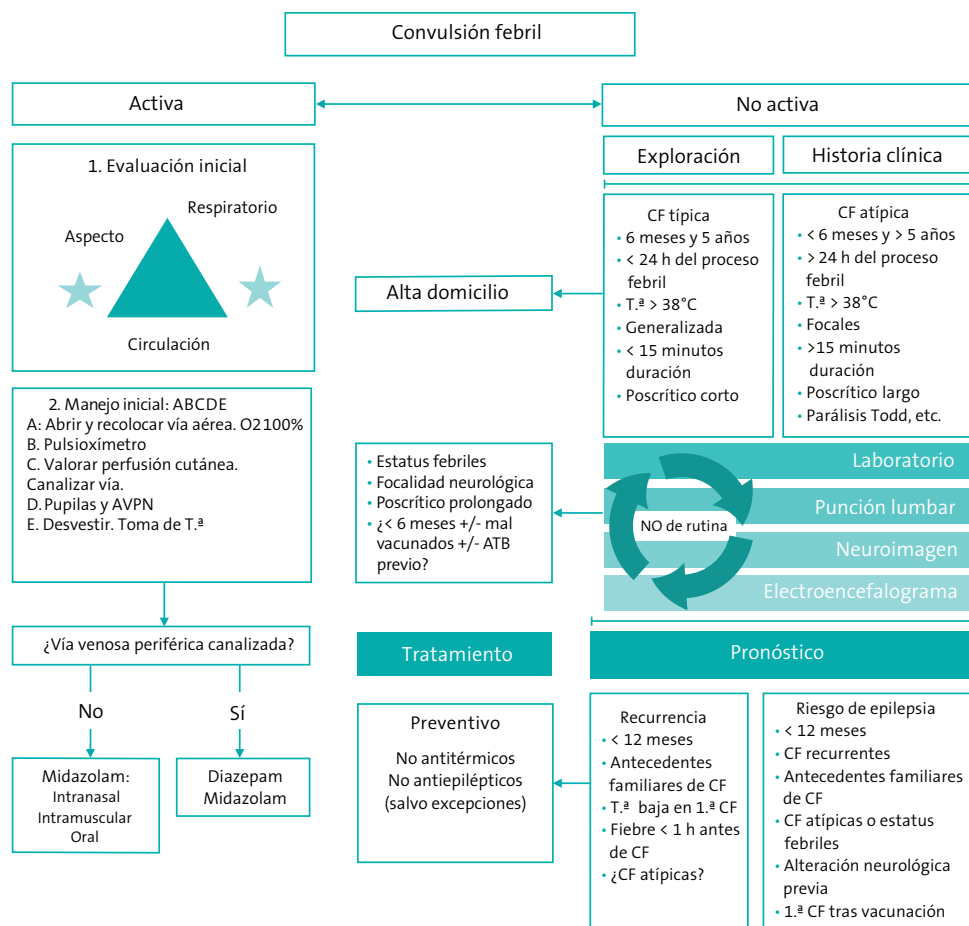 Convulsión febril
Activa
No activa
1. Evaluación inicial
Respiratorio
Aspecto
Circulación
2. Manejo inicial: ABCDE
A: Abrir y recolocar vía aérea. O2100%
B. Pulsioxímetro
C. Valorar perfusión cutánea.
Canalizar vía.
D. Pupilas y AVPN
E. Desvestir. Toma de T.ª
¿Vía venosa periférica canalizada?
No
Sí
Midazolam:
Intranasal
Intramuscular
Oral
Diazepam
Midazolam
Exploración
Historia clínica
CF típica
• 6 meses y 5 años
• < 24 h del proceso
febril
• T.ª > 38°C
• Generalizada
• < 15 minutos
duración
• Poscrítico corto
CF atípica
• < 6 meses y > 5 años
• > 24 h del proceso
febril
• T.ª > 38°C
• Focales
• >15 minutos
duración
• Poscrítico largo
• Parálisis Todd, etc.
Alta domicilio
• Estatus febriles
• Focalidad neurológica
• Poscrítico prolongado
• ¿< 6 meses +/- mal
vacunados +/- ATB
previo?
NO de rutina
Laboratorio
Punción lumbar
Neuroimagen
Electroencefalograma
Tratamiento
Pronóstico
Preventivo
No antitérmicos
No antiepilépticos
(salvo excepciones)
Recurrencia
• < 12 meses
• Antecedentes
familiares de CF
• T.ª baja en 1.ª CF
• Fiebre < 1 h antes
de CF
• ¿CF atípicas?
Riesgo de epilepsia
• < 12 meses
• CF recurrentes
• Antecedentes familiares
de CF
• CF atípicas o estatus
febriles
• Alteración neurológica
previa
• 1.ª CF tras vacunación